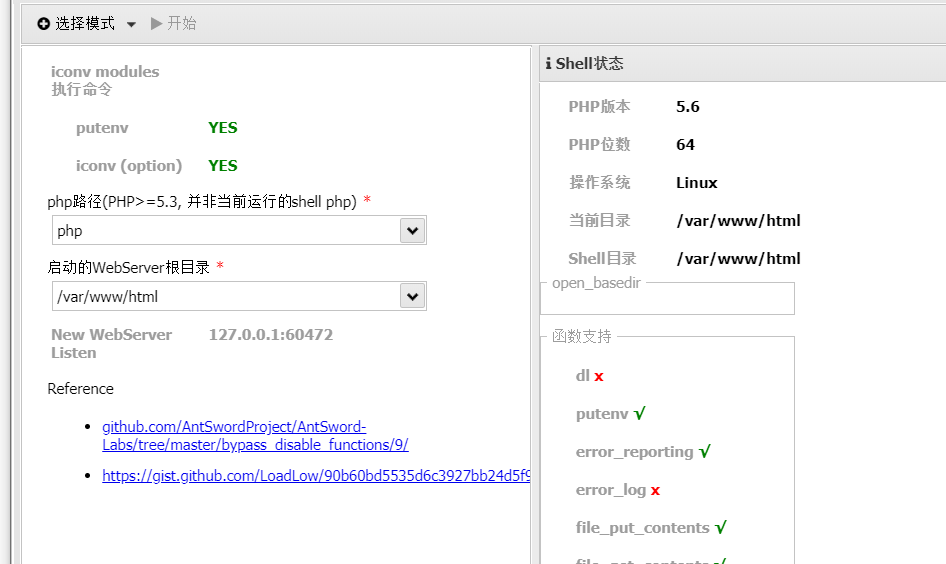 选择模式 开始
iconv modules
执行命令
putenv YES
iconv (option) YES
php路径(PHP>=5.3, 并非当前运行的shell php) *
php
启动的WebServer根目录 *
/var/www/html
New WebServer 127.0.0.1:60472
Listen
Reference
github.com/AntSwordProject/AntSword-
Labs/tree/master/bypass_disable_functions/9/
https://gist.github.com/LoadLow/90b60bd5535d6c3927bb24d5f9
Shell状态
PHP版本 5.6
PHP位数 64
操作系统 Linux
当前目录 /var/www/html
Shell目录 /var/www/html
open_basedir
函数支持
dl x
putenv √
error_reporting √
error_log x
file_put_contents √
file_get_contents √